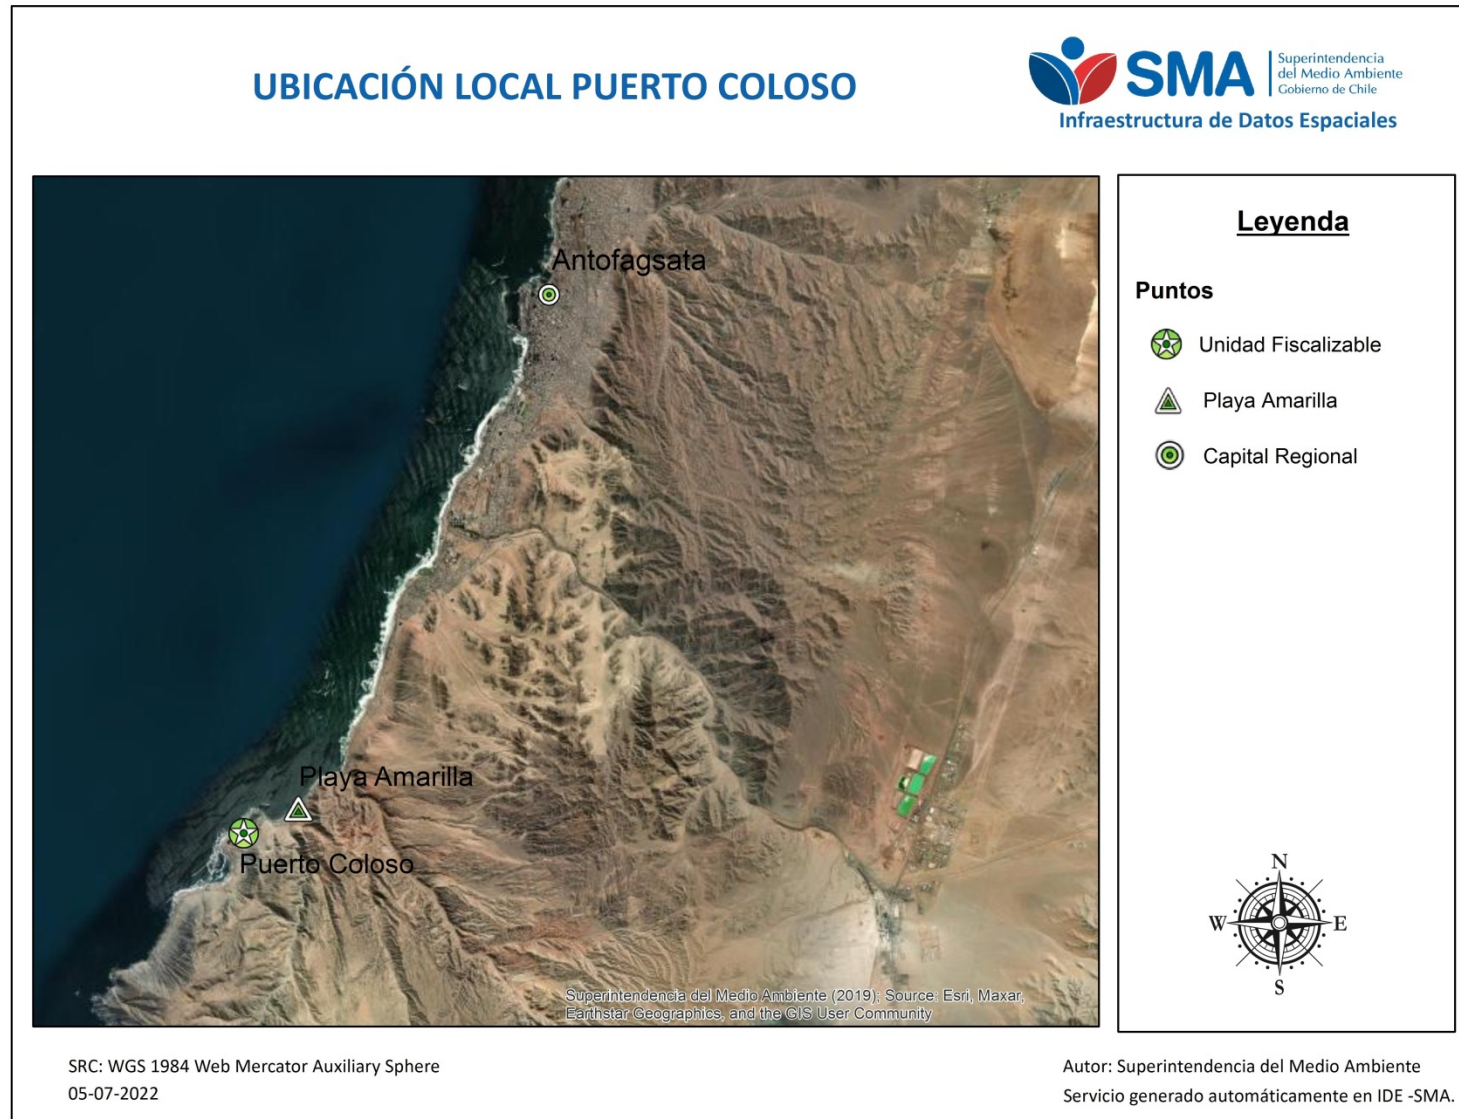 UBICACIÓN LOCAL PUERTO COLOSO
SMA
Superintendencia
del Medio Ambiente
Gobierno de Chile
Infraestructura de Datos Espaciales
Antofagsata
Playa Amarilla
Puerto Coloso
Superintendencia del Medio Ambiente (2019); Source: Esri, Maxar,
Earthstar Geographics, and the GIS User Community
Leyenda
Puntos
Unidad Fiscalizable
Playa Amarilla
Capital Regional
N
W E
S
SRC: WGS 1984 Web Mercator Auxiliary Sphere
05-07-2022
Autor: Superintendencia del Medio Ambiente
Servicio generado automáticamente en IDE -SMA.